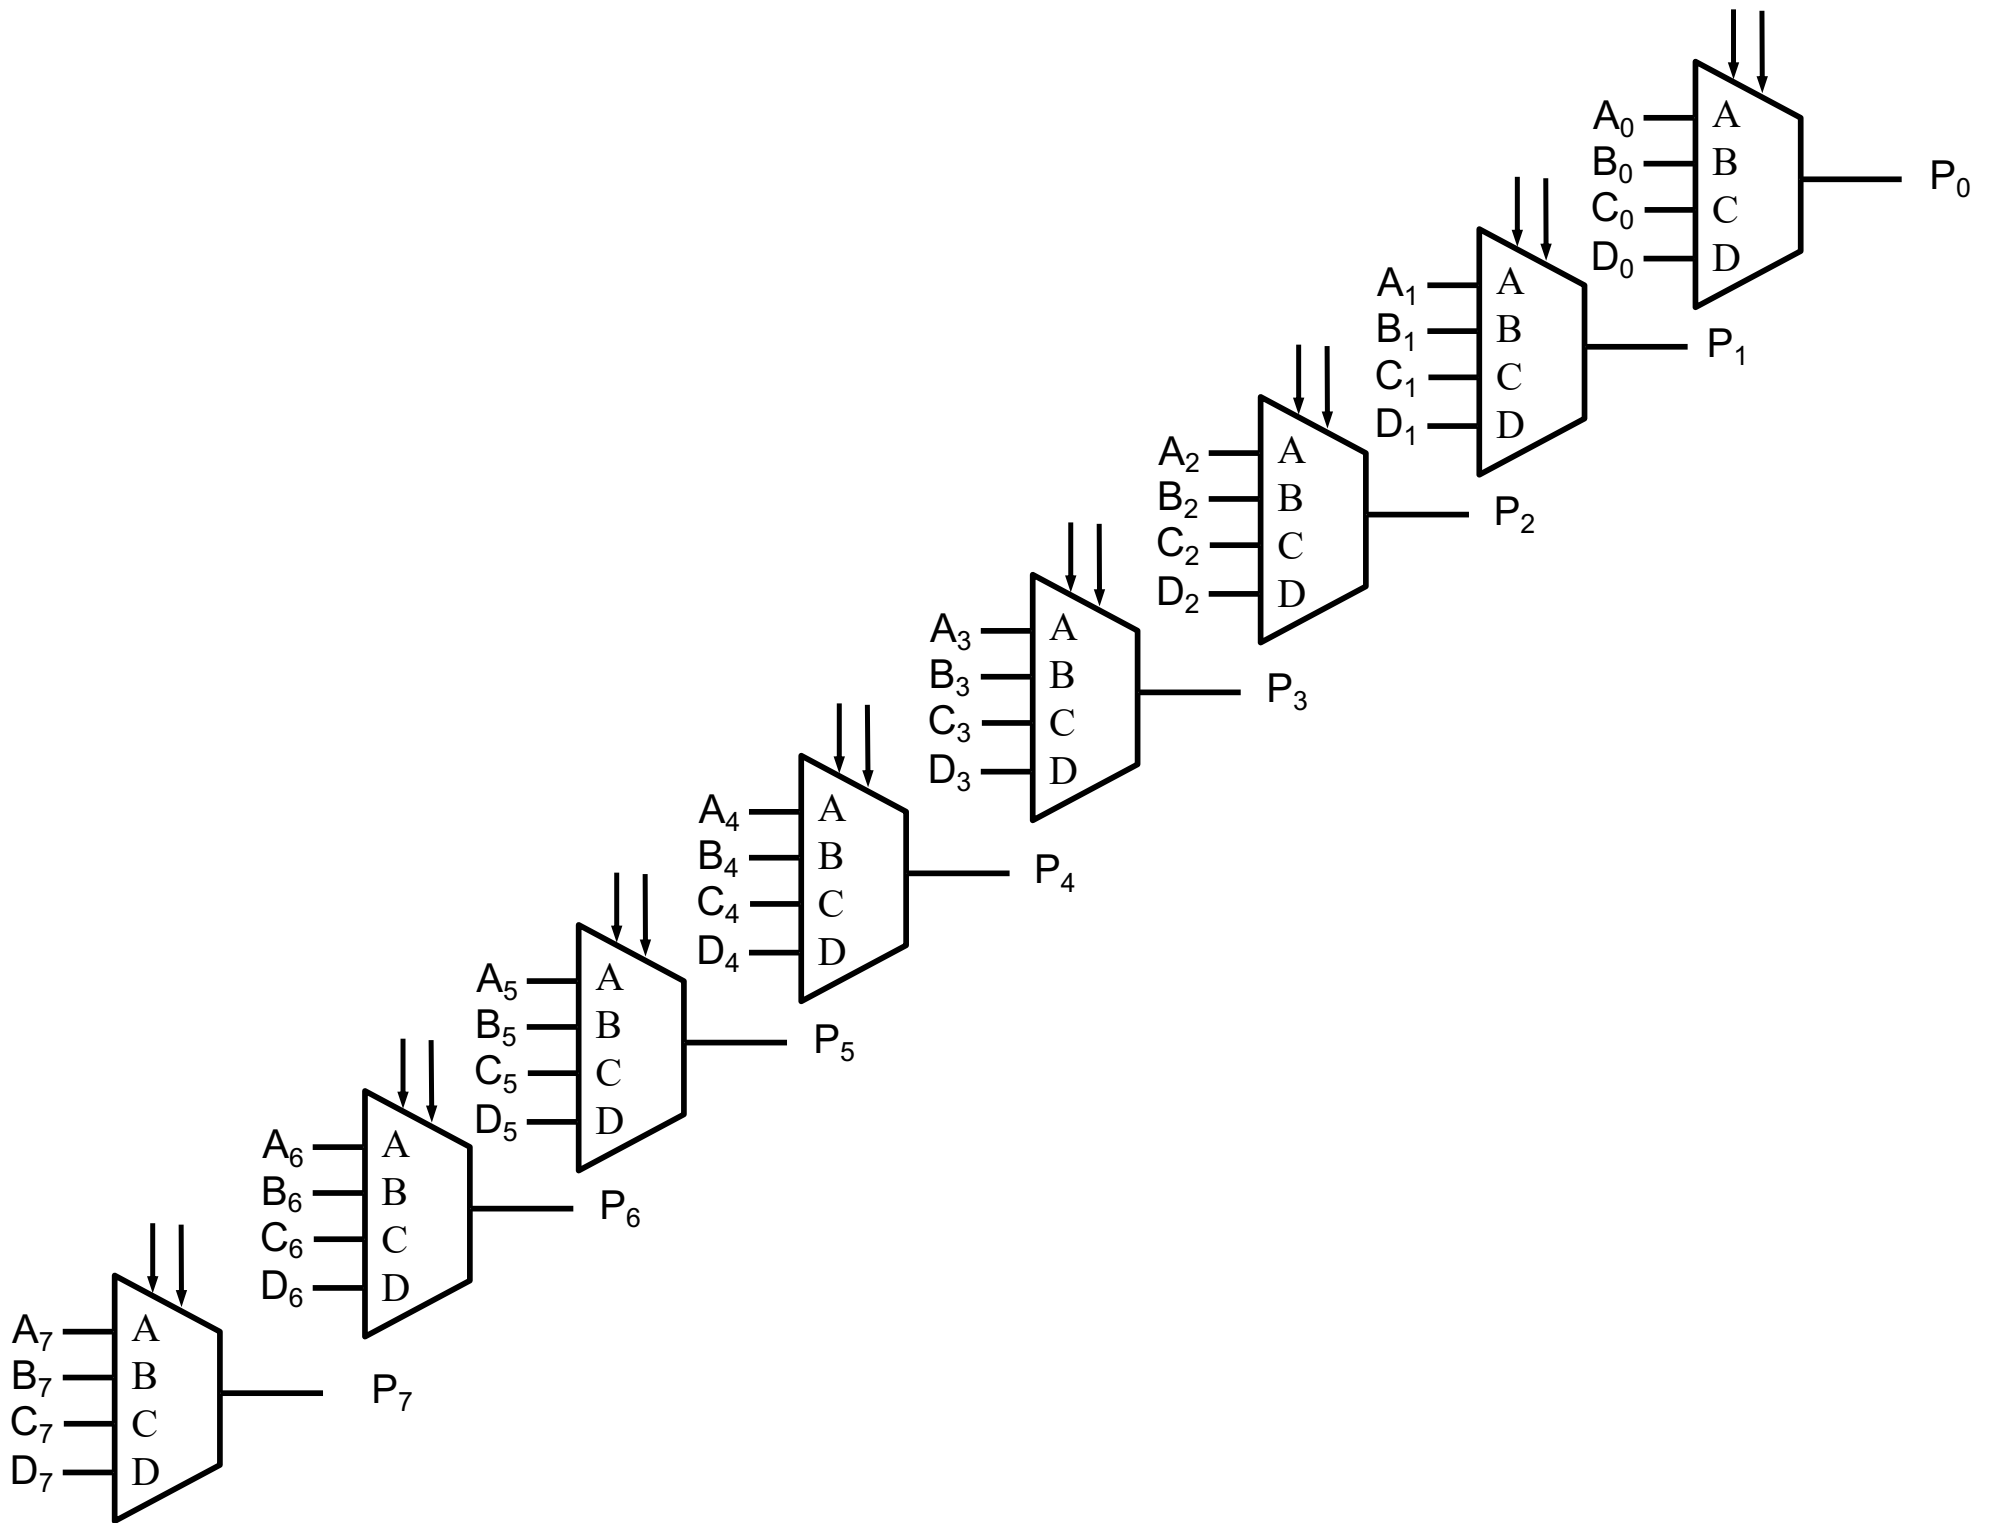 A₀ A
B₀ B P₀
C₀ C
D₀ D
A₁ A
B₁ B P₁
C₁ C
D₁ D
A₂ A
B₂ B P₂
C₂ C
D₂ D
A₃ A
B₃ B P₃
C₃ C
D₃ D
A₄ A
B₄ B P₄
C₄ C
D₄ D
A₅ A
B₅ B P₅
C₅ C
D₅ D
A₆ A
B₆ B P₆
C₆ C
D₆ D
A₇ A
B₇ B P₇
C₇ C
D₇ D